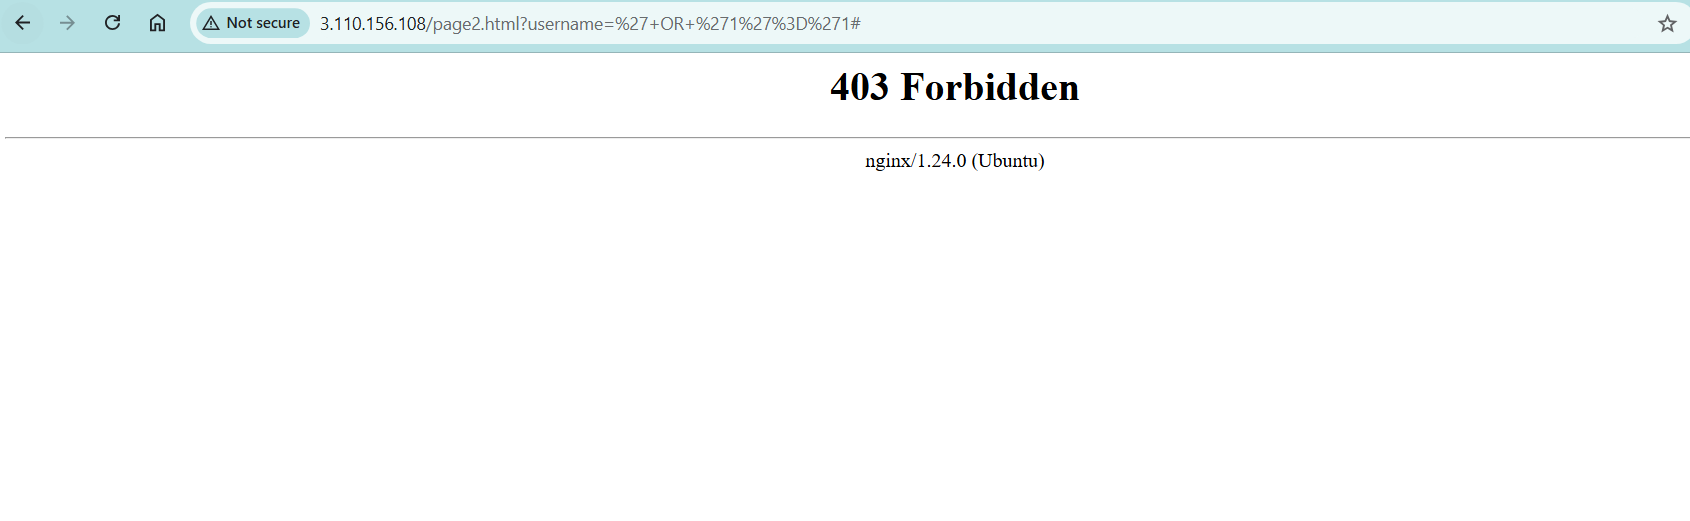 Not secure 3.110.156.108/page2.html?username=%27+OR+%271%27%3D%271#
403 Forbidden
nginx/1.24.0 (Ubuntu)